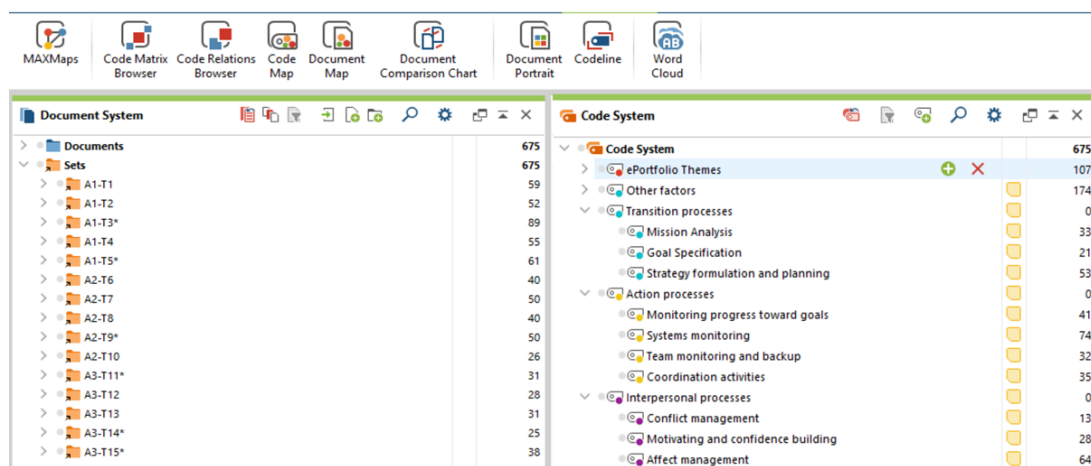 MAXMaps
Code Matrix
Browser
Code Relations
Browser
Code
Map
Document
Map
Document
Comparison Chart
Document
Portrait
Codeline
Word
Cloud
Document System
Documents 675
Sets 675
A1-T1 59
A1-T2 52
A1-T3* 89
A1-T4 55
A1-T5* 61
A2-T6 40
A2-T7 50
A2-T8 40
A2-T9* 50
A2-T10 26
A3-T11* 31
A3-T12 28
A3-T13 31
A3-T14* 25
A3-T15* 38
Code System
Code System 675
ePortfolio Themes 107
Other factors 174
Transition processes 0
Mission Analysis 33
Goal Specification 21
Strategy formulation and planning 53
Action processes 0
Monitoring progress toward goals 41
Systems monitoring 74
Team monitoring and backup 32
Coordination activities 35
Interpersonal processes 0
Conflict management 13
Motivating and confidence building 28
Affect management 64